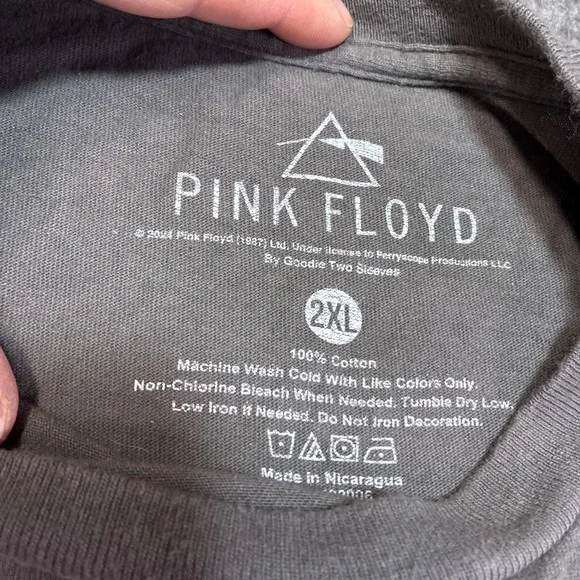 PINK FLOYD
© 2024 Pink Floyd (1987) Ltd. Under license to Perryscope Productions LLC
By Goodie Two Sleeves
2XL
100% Cotton
Machine Wash Cold With Like Colors Only.
Non-Chlorine Bleach When Needed. Tumble Dry Low.
Low Iron if Needed. Do Not Iron Decoration.
Made in Nicaragua